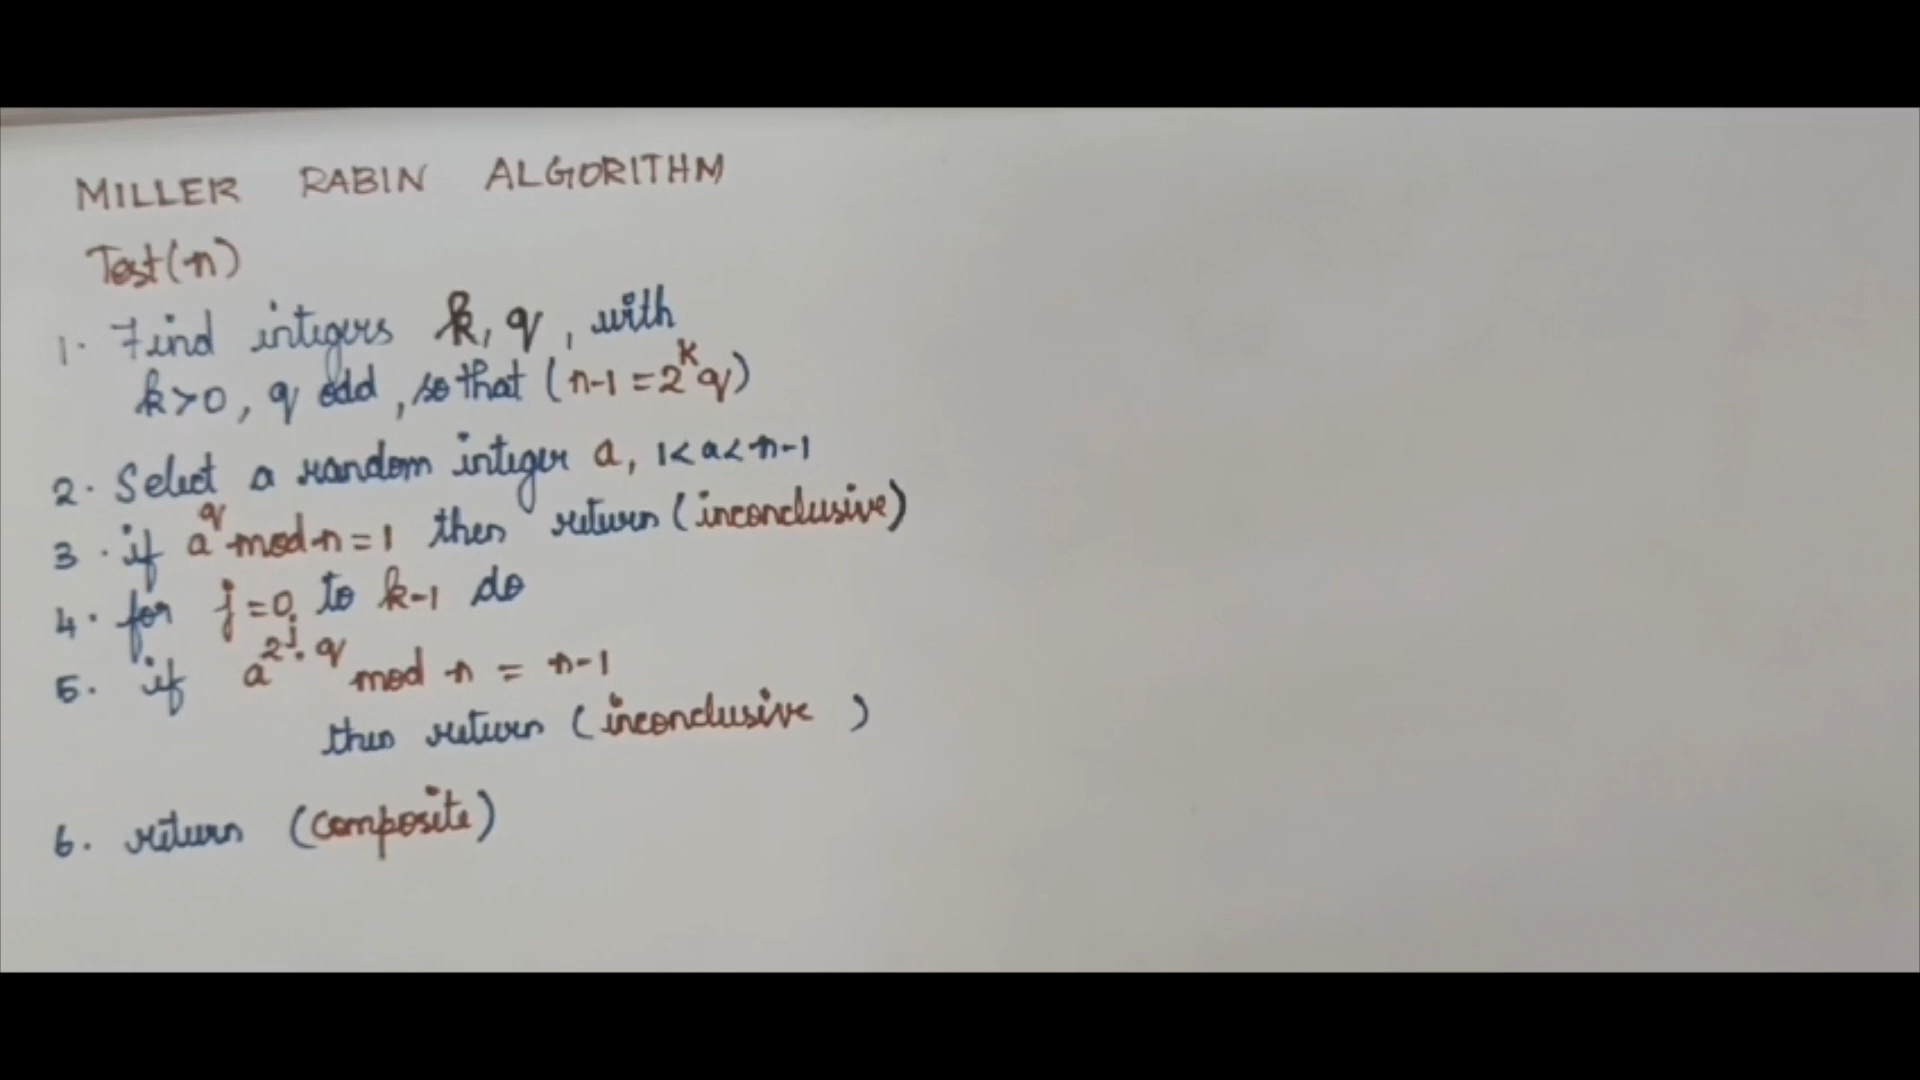 MILLER RABIN ALGORITHM
Test(n)
1. Find integers k, q, with
k>0, q odd, so that (n-1 = 2^k q)
2. Select a random integer a, 1<a<n-1
3. if a^q mod n = 1 then return (inconclusive)
4. for j=0 to k-1 do
5. if a^2^j.q mod n = n-1
then return (inconclusive)
6. return (composite)